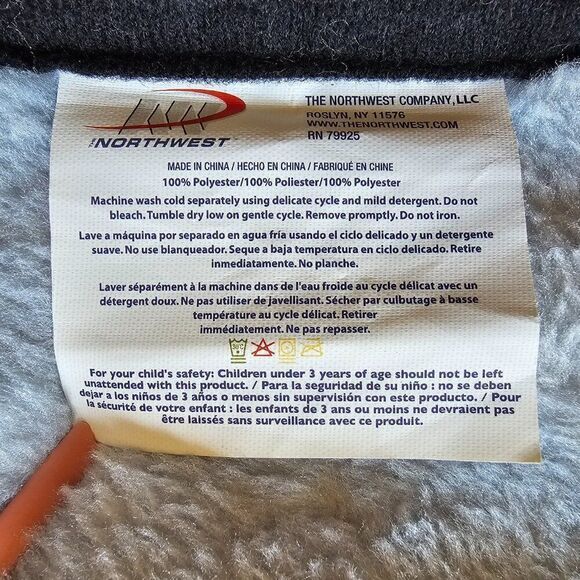 THE NORTHWEST
THE NORTHWEST COMPANY, LLC
ROSLYN, NY 11576
WWW.THENORTHWEST.COM
RN 79925
MADE IN CHINA / HECHO EN CHINA / FABRIQUÉ EN CHINE
100% Polyester/100% Poliester/100% Polyester
Machine wash cold separately using delicate cycle and mild detergent. Do not
bleach. Tumble dry low on gentle cycle. Remove promptly. Do not iron.
Lave a máquina por separado en agua fría usando el ciclo delicado y un detergente
suave. No use blanqueador. Seque a baja temperatura en ciclo delicado. Retire
inmediatamente. No planche.
Laver séparément à la machine dans de l'eau froide au cycle délicat avec un
détergent doux. Ne pas utiliser de javellisant. Sécher par culbutage à basse
température au cycle délicat. Retirer
immédiatement. Ne pas repasser.
30°C
For your child's safety: Children under 3 years of age should not be left
unattended with this product. / Para la seguridad de su niño : no se deben
dejar a los niños de 3 años o menos sin supervisión con este producto. / Pour
la sécurité de votre enfant : les enfants de 3 ans ou moins ne devraient pas
être laissés sans surveillance avec ce produit.